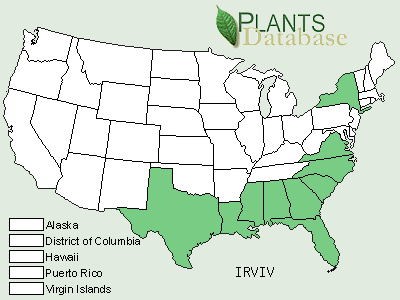 PLANTS
Database
Alaska
District of Columbia
Hawaii
Puerto Rico
Virgin Islands
IRVIV